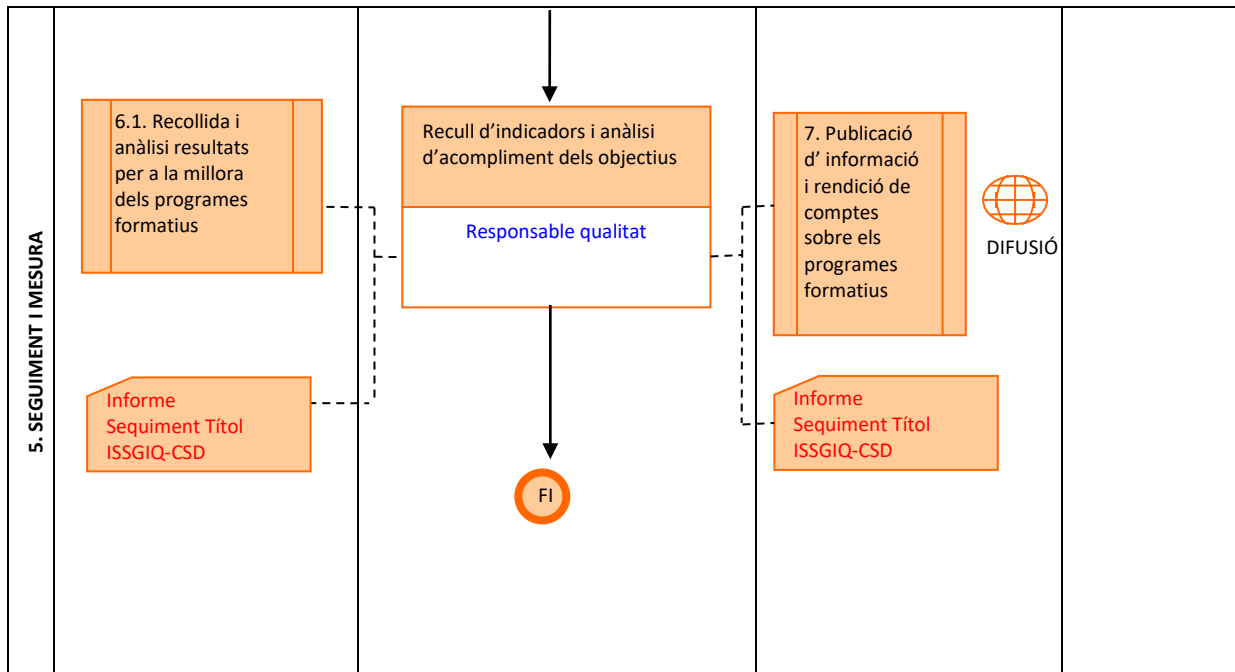 5. SEGUIMENT I MESURA
6.1. Recollida i
anàlisi resultats
per a la millora
dels programes
formatius
Informe
Sequiment Títol
ISSGIQ-CSD
Recull d’indicadors i anàlisi
d’acompliment dels objectius
Responsable qualitat
FI
7. Publicació
d’ informació
i rendició de
comptes
sobre els
programes
formatius
DIFUSIÓ
Informe
Sequiment Títol
ISSGIQ-CSD